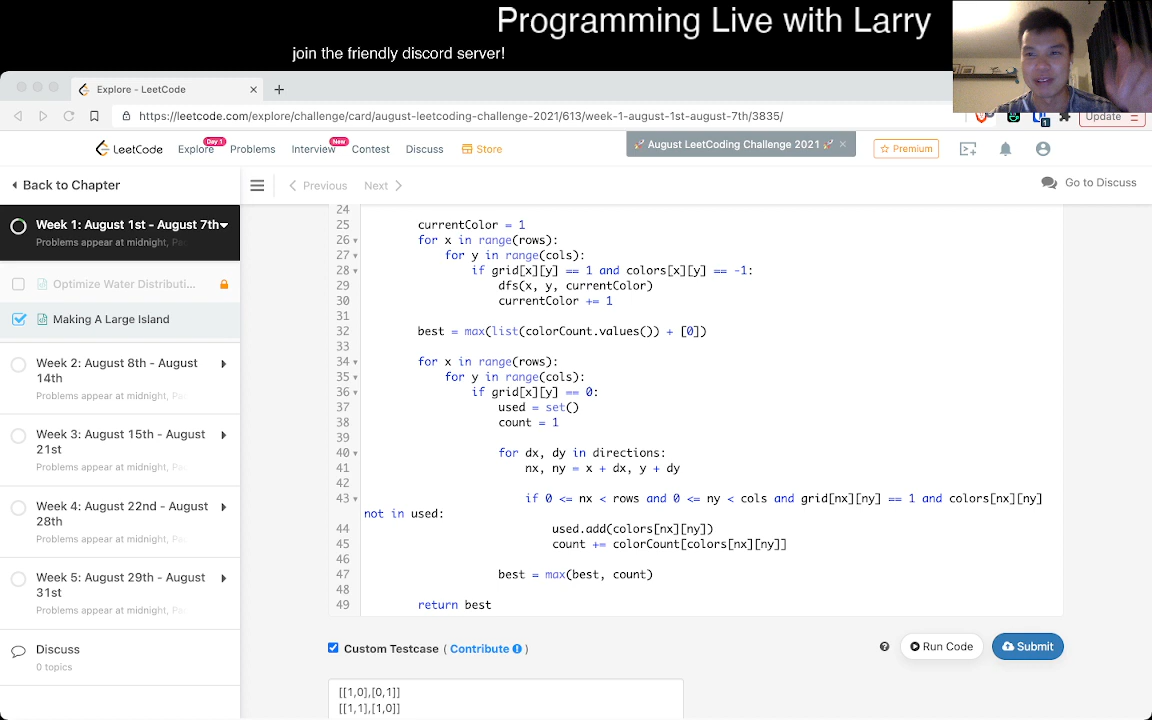 Programming Live with Larry
join the friendly discord server!
Explore - LeetCode
https://leetcode.com/explore/challenge/card/august-leetcoding-challenge-2021/613/week-1-august-1st-august-7th/3835/
Update
LeetCode
Explore
Day 1
Problems
Interview
New
Contest
Discuss
Store
August LeetCoding Challenge 2021
Premium
Back to Chapter
Previous
Next
Go to Discuss
Week 1: August 1st - August 7th
Problems appear at midnight,
Optimize Water Distributi...
Making A Large Island
Week 2: August 8th - August
14th
Problems appear at midnight,
Week 3: August 15th - August
21st
Problems appear at midnight,
Week 4: August 22nd - August
28th
Problems appear at midnight,
Week 5: August 29th - August
31st
Problems appear at midnight,
Discuss
0 topics
24
25 currentColor = 1
26 for x in range(rows):
27 for y in range(cols):
28 if grid[x][y] == 1 and colors[x][y] == -1:
29 dfs(x, y, currentColor)
30 currentColor += 1
31
32 best = max(list(colorCount.values()) + [0])
33
34 for x in range(rows):
35 for y in range(cols):
36 if grid[x][y] == 0:
37 used = set()
38 count = 1
39
40 for dx, dy in directions:
41 nx, ny = x + dx, y + dy
42
43 if 0 <= nx < rows and 0 <= ny < cols and grid[nx][ny] == 1 and colors[nx][ny]
not in used:
44 used.add(colors[nx][ny])
45 count += colorCount[colors[nx][ny]]
46
47 best = max(best, count)
48
49 return best
Custom Testcase ( Contribute )
Run Code
Submit
[[1,0],[0,1]]
[[1,1],[1,0]]